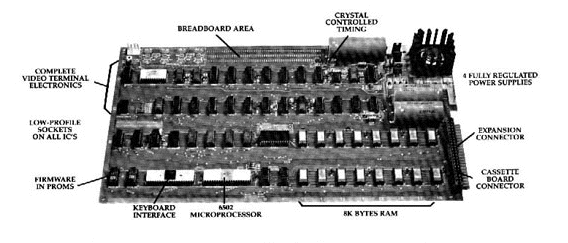 BREADBOARD AREA
CRYSTAL
CONTROLLED
TIMING
COMPLETE
VIDEO TERMINAL
ELECTRONICS
4 FULLY REGULATED
POWER SUPPLIES
LOW-PROFILE
SOCKETS
ON ALL IC'S
EXPANSION
CONNECTOR
FIRMWARE
IN PROMS
CASSETTE
BOARD
CONNECTOR
KEYBOARD
INTERFACE
6502
MICROPROCESSOR
8K BYTES RAM